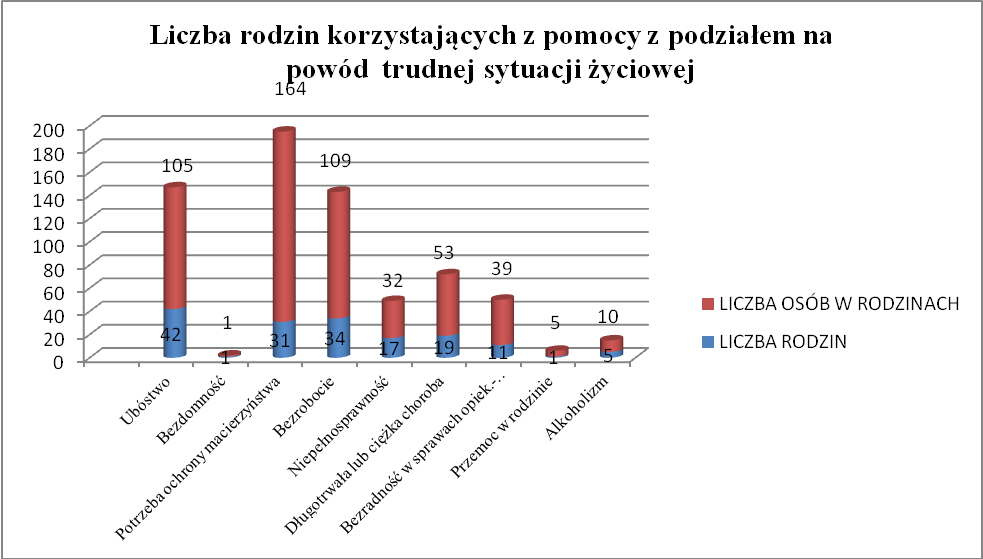 Liczba rodzin korzystających z pomocy z podziałem na
powód trudnej sytuacji życiowej
164
200
180
160
140
120
100
80
60
40
20
0
105
109
53
39
32
1
5
10
42
1
31
34
17
19
11
1
5
Ubóstwo
Bezdomność
Potrzeba ochrony macierzyństwa
Bezrobocie
Niepełnosprawność
Długotrwała lub ciężka choroba
Bezradność w sprawach opiek.-…
Przemoc w rodzinie
Alkoholizm
LICZBA OSÓB W RODZINACH
LICZBA RODZIN